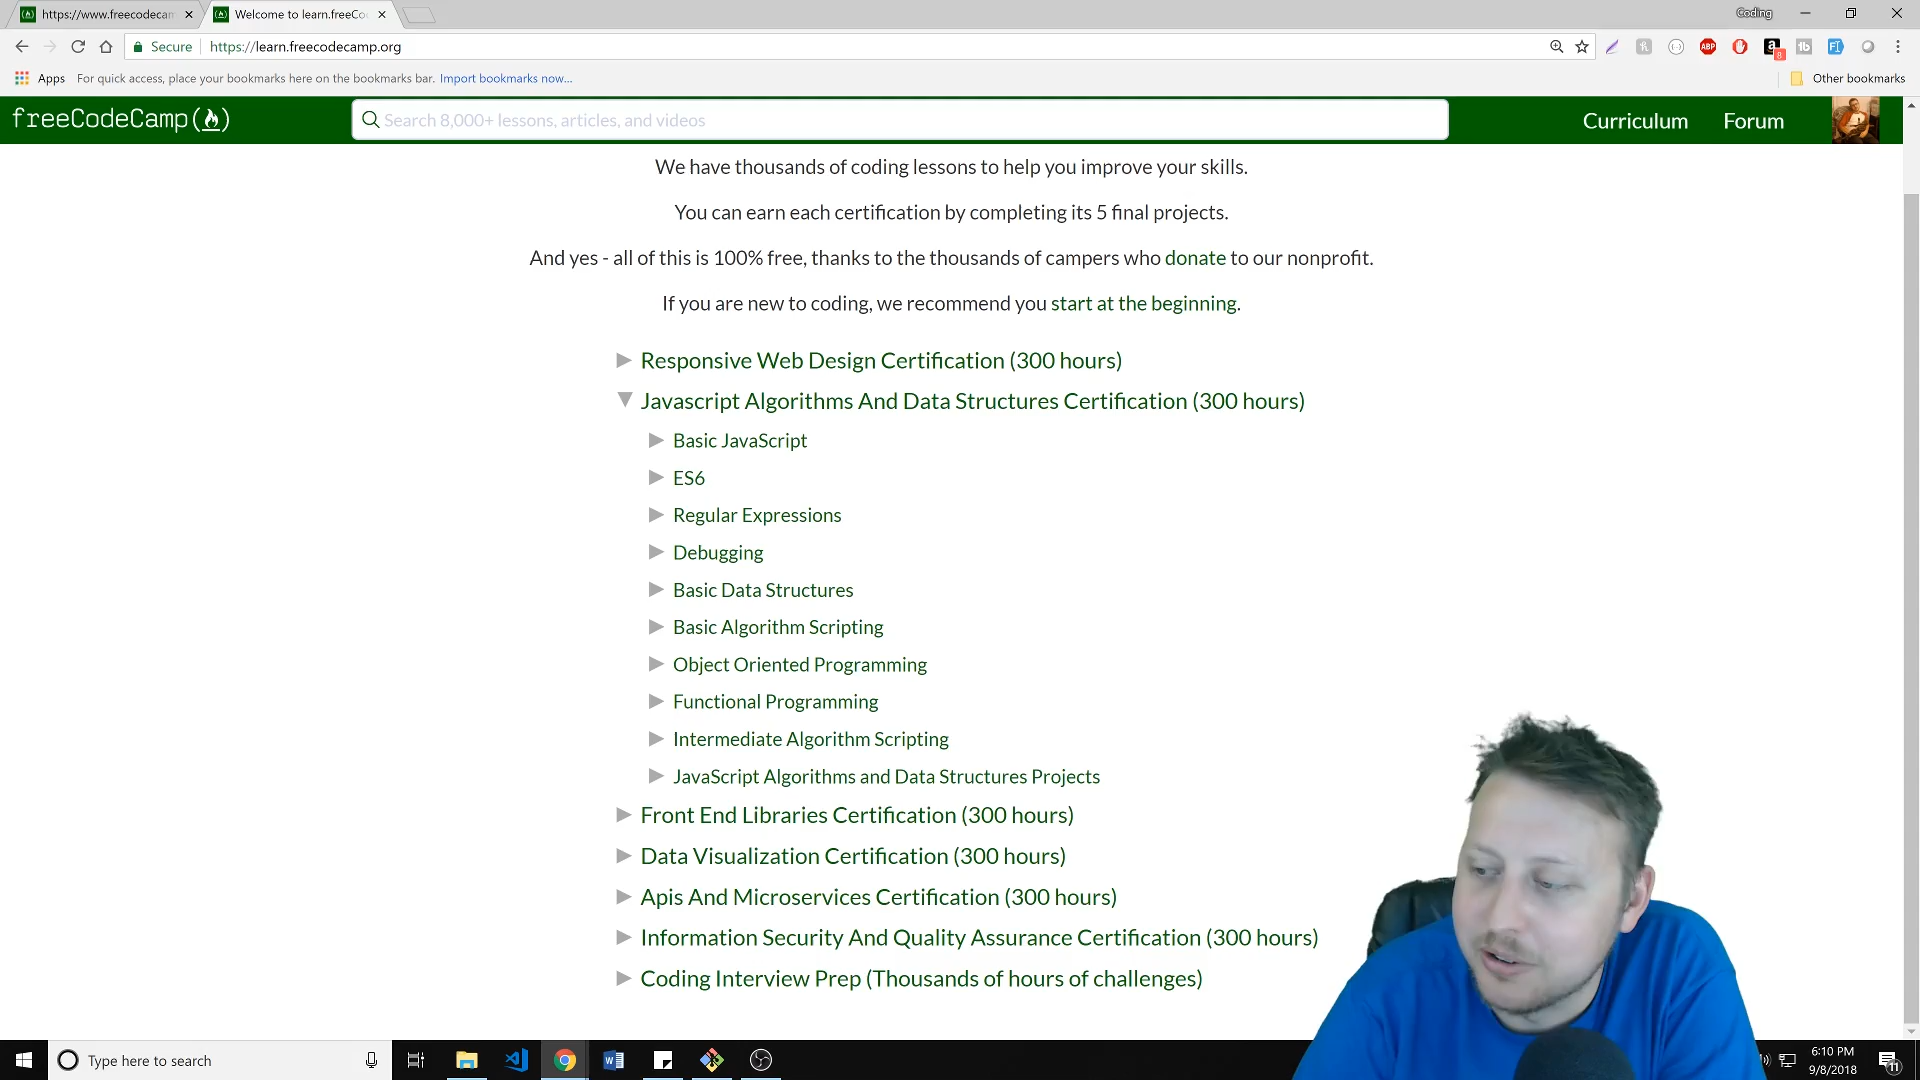 https://www.freecodecam
Welcome to learn.freeCo
Coding
Secure
https://learn.freecodecamp.org
ABP
8
Apps
For quick access, place your bookmarks here on the bookmarks bar.
Import bookmarks now...
Other bookmarks
freeCodeCamp
Search 8,000+ lessons, articles, and videos
Curriculum
Forum
We have thousands of coding lessons to help you improve your skills.
You can earn each certification by completing its 5 final projects.
And yes - all of this is 100% free, thanks to the thousands of campers who donate to our nonprofit.
If you are new to coding, we recommend you start at the beginning.
Responsive Web Design Certification (300 hours)
Javascript Algorithms And Data Structures Certification (300 hours)
Basic JavaScript
ES6
Regular Expressions
Debugging
Basic Data Structures
Basic Algorithm Scripting
Object Oriented Programming
Functional Programming
Intermediate Algorithm Scripting
JavaScript Algorithms and Data Structures Projects
Front End Libraries Certification (300 hours)
Data Visualization Certification (300 hours)
Apis And Microservices Certification (300 hours)
Information Security And Quality Assurance Certification (300 hours)
Coding Interview Prep (Thousands of hours of challenges)
Type here to search
6:10 PM
9/8/2018
11